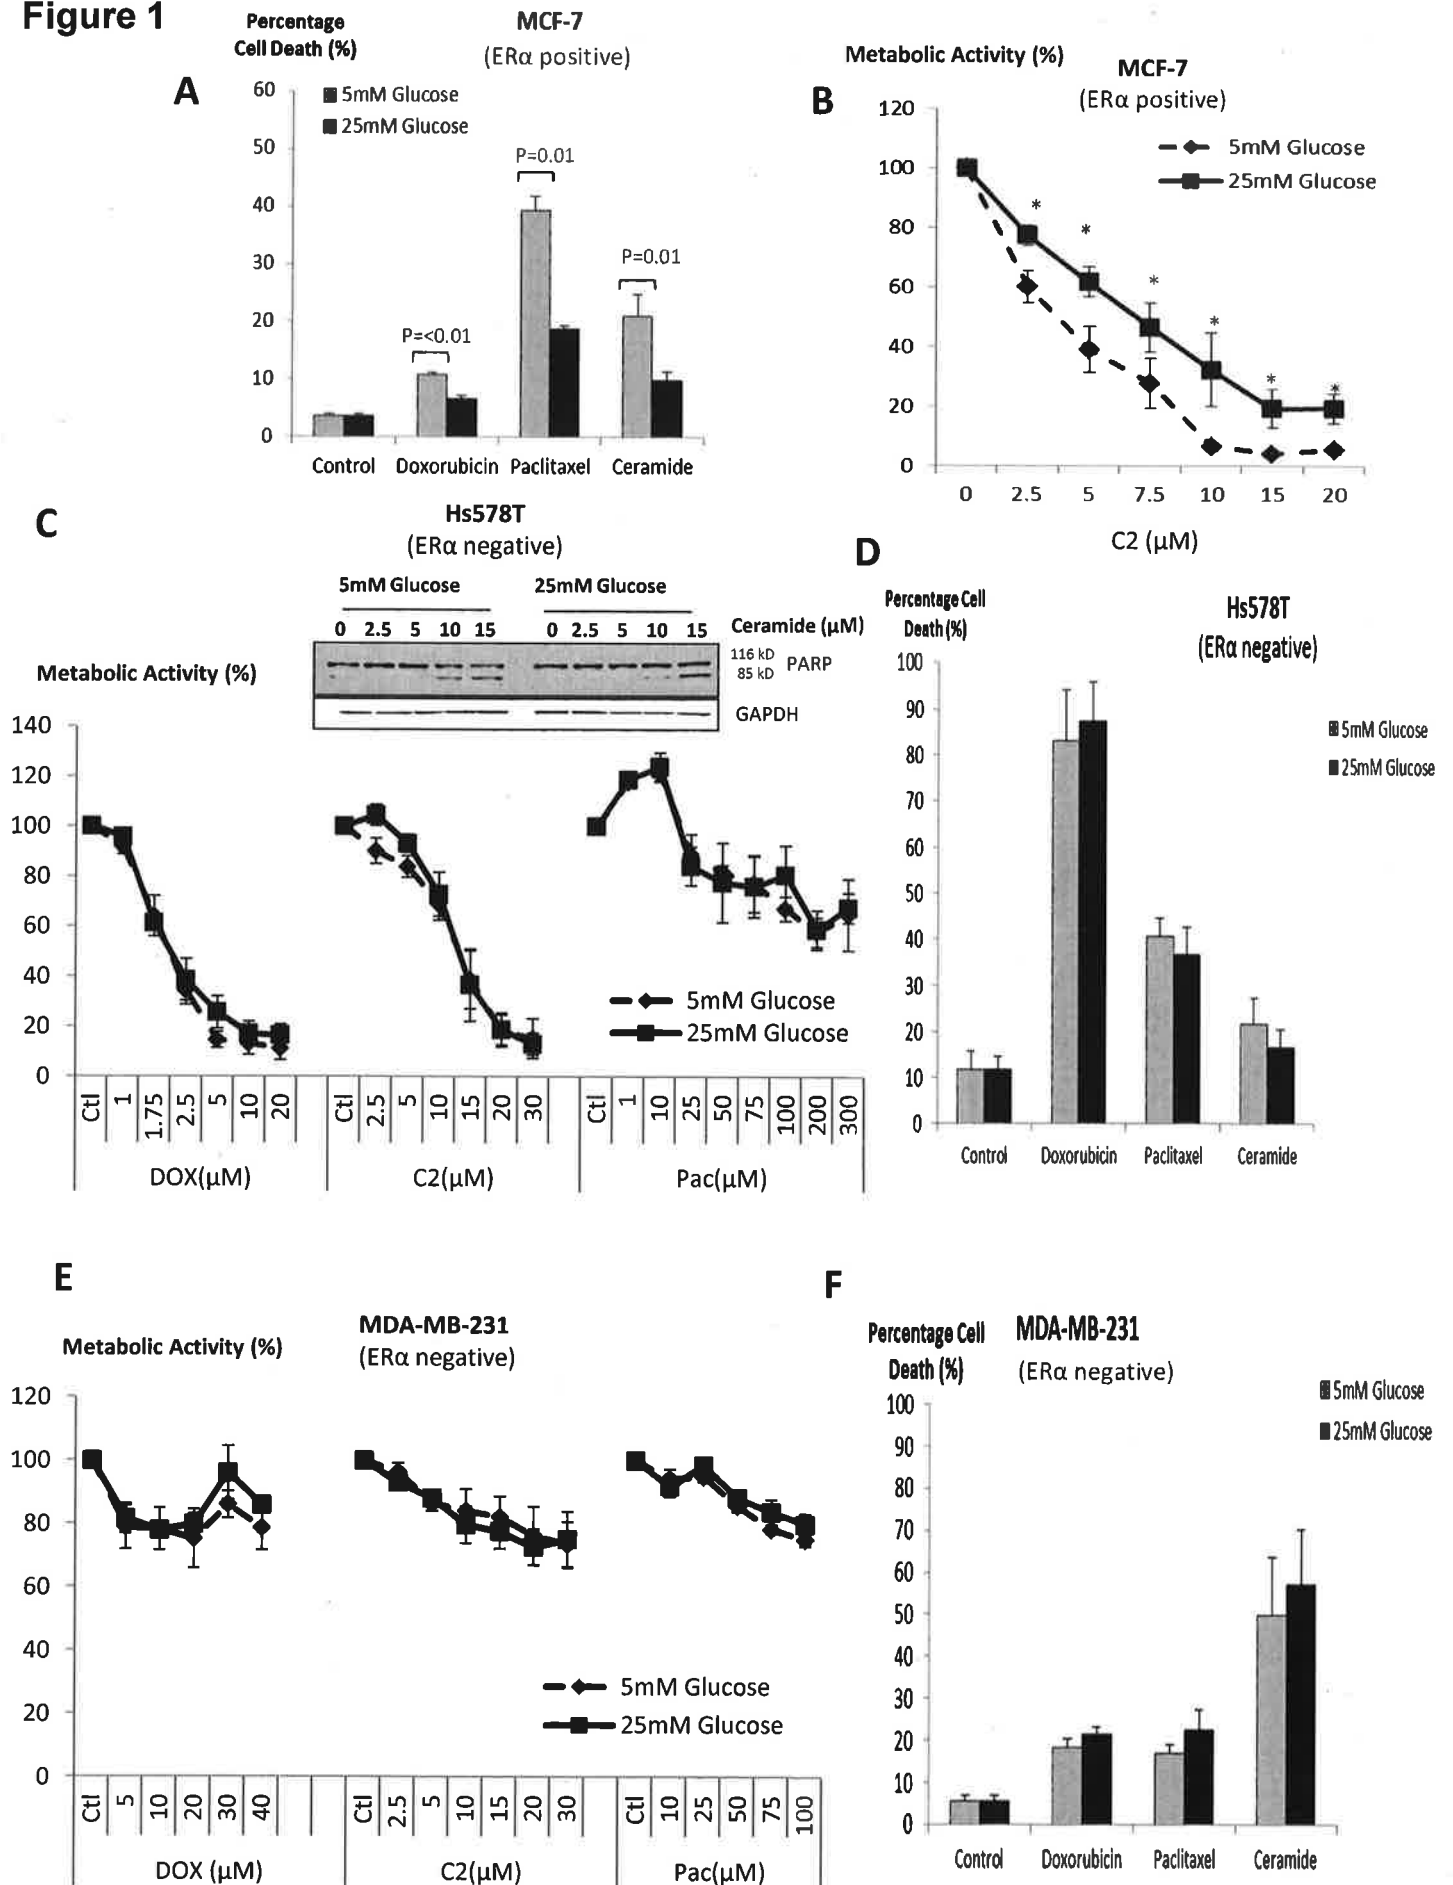 Figure 1
A
Percentage
Cell Death (%)
MCF-7
(ERα positive)
5mM Glucose
25mM Glucose
60
50
40
30
20
10
0
P=<0.01
P=0.01
P=0.01
Control Doxorubicin Paclitaxel Ceramide
B
Metabolic Activity (%)
MCF-7
(ERα positive)
5mM Glucose
25mM Glucose
120
100
80
60
40
20
0
* * * * * *
0 2.5 5 7.5 10 15 20
C2 (µM)
C
Hs578T
(ERα negative)
5mM Glucose 25mM Glucose
0 2.5 5 10 15 0 2.5 5 10 15 Ceramide (µM)
116 kD
85 kD
PARP
GAPDH
Metabolic Activity (%)
140
120
100
80
60
40
20
0
5mM Glucose
25mM Glucose
Ctl 1 1.75 2.5 5 10 20 Ctl 2.5 5 10 15 20 30 Ctl 1 10 25 50 75 100 200 300
DOX(µM) C2(µM) Pac(µM)
D
Percentage Cell
Death (%)
Hs578T
(ERα negative)
5mM Glucose
25mM Glucose
100
90
80
70
60
50
40
30
20
10
0
Control Doxorubicin Paclitaxel Ceramide
E
Metabolic Activity (%)
MDA-MB-231
(ERα negative)
120
100
80
60
40
20
0
5mM Glucose
25mM Glucose
Ctl 5 10 20 30 40 Ctl 2.5 5 10 15 20 30 Ctl 10 25 50 75 100
DOX (µM) C2(µM) Pac(µM)
F
Percentage Cell
Death (%)
MDA-MB-231
(ERα negative)
5mM Glucose
25mM Glucose
100
90
80
70
60
50
40
30
20
10
0
Control Doxorubicin Paclitaxel Ceramide